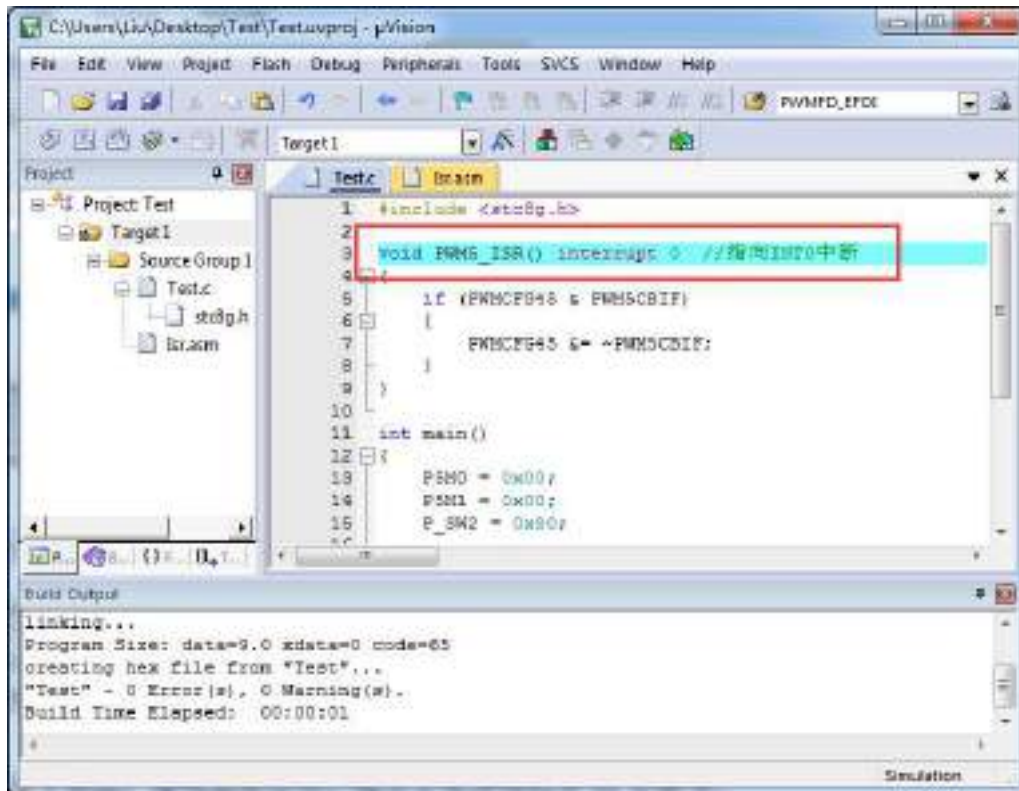 C:\Users\Liu\Desktop\Test\Test.uvproj - µVision
File Edit View Project Flash Debug Peripherals Tools SVCS Window Help
PWMFD_EFDI
Target 1
Project
Test.c isr.asm
Project: Test
Target 1
Source Group 1
Test.c
stc8g.h
isr.asm
1 #include <stc8g.h>
2
3 void PWM5_ISR() interrupt 0 //指向INT0中断
4 {
5 if (PWMCFG45 & PWM5CBIF)
6 {
7 PWMCFG45 &= ~PWM5CBIF;
8 }
9 }
10
11 int main()
12 {
13 P5M0 = 0x00;
14 P5M1 = 0x00;
15 P_SW2 = 0x80;
Build Output
linking...
Program Size: data=9.0 xdata=0 code=65
creating hex file from "Test"...
"Test" - 0 Error(s), 0 Warning(s).
Build Time Elapsed: 00:00:01
Simulation